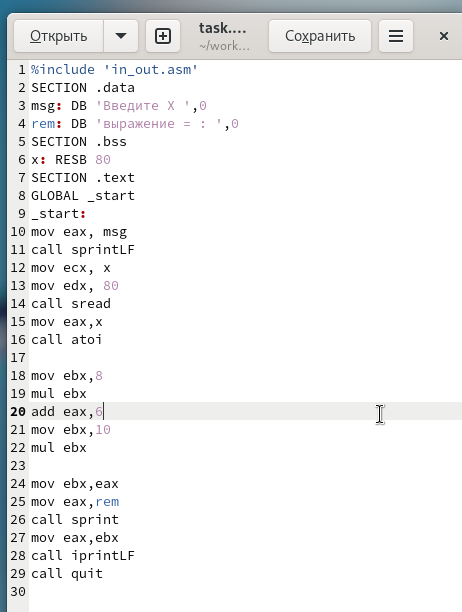 Открыть
task....
~/work...
Сохранить
1 %include 'in_out.asm'
2 SECTION .data
3 msg: DB 'Введите X ',0
4 rem: DB 'выражение = : ',0
5 SECTION .bss
6 x: RESB 80
7 SECTION .text
8 GLOBAL _start
9 _start:
10 mov eax, msg
11 call sprintLF
12 mov ecx, x
13 mov edx, 80
14 call sread
15 mov eax,x
16 call atoi
17
18 mov ebx,8
19 mul ebx
20 add eax,6
21 mov ebx,10
22 mul ebx
23
24 mov ebx,eax
25 mov eax,rem
26 call sprint
27 mov eax,ebx
28 call iprintLF
29 call quit
30